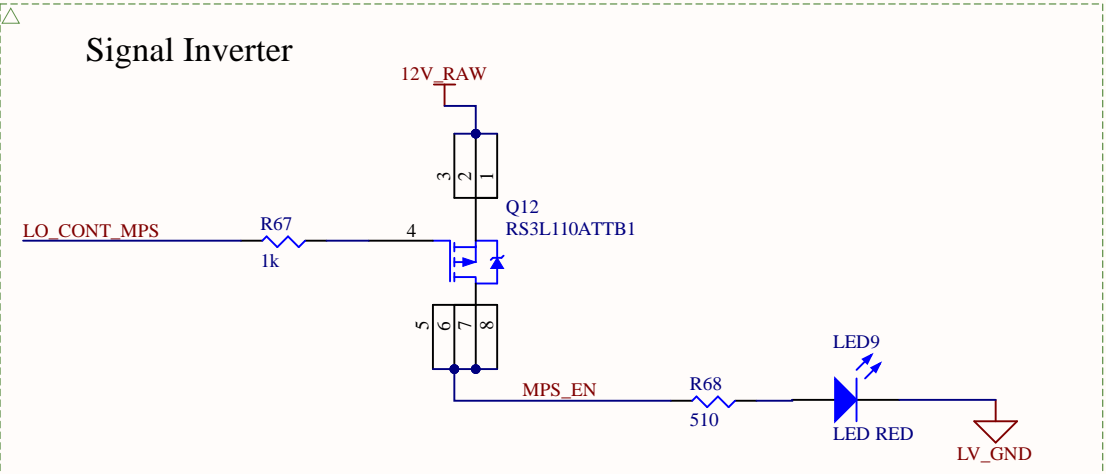 Signal Inverter
12V_RAW
3 2 1
Q12
RS3L110ATTB1
LO_CONT_MPS
R67
1k
4
5 6 7 8
MPS_EN
R68
510
LED9
LED RED
LV_GND